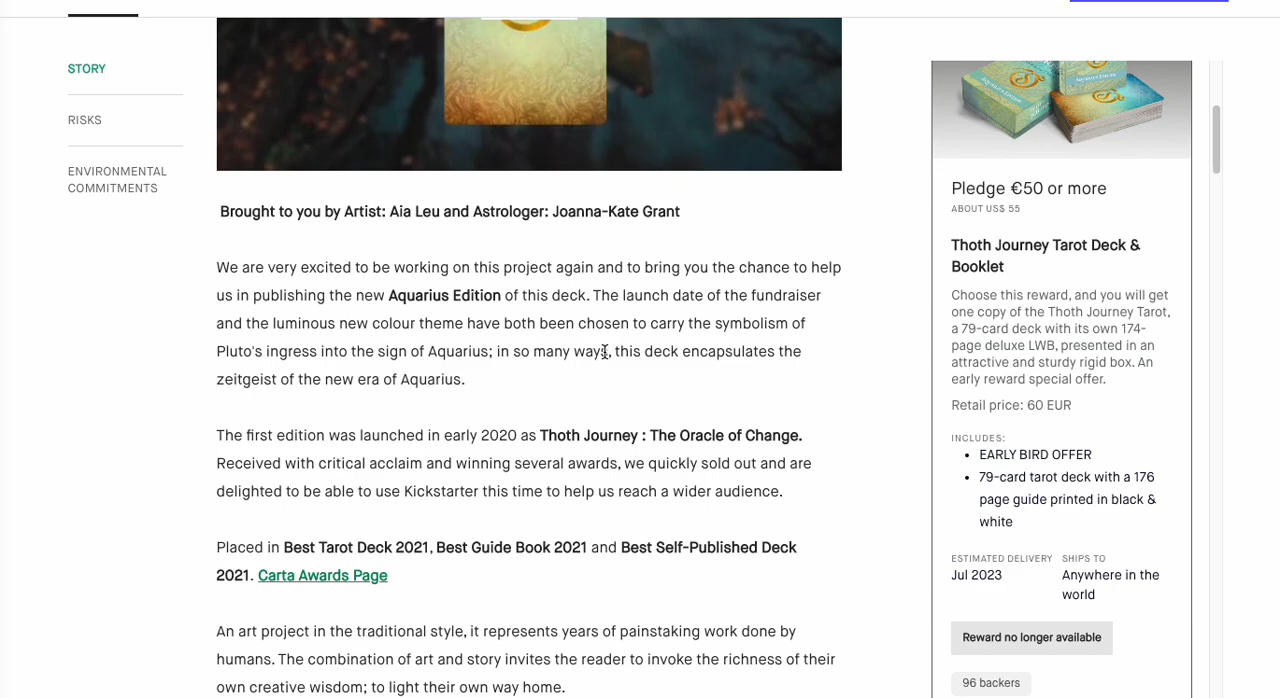 STORY
RISKS
ENVIRONMENTAL
COMMITMENTS
Brought to you by Artist: Aia Leu and Astrologer: Joanna-Kate Grant
We are very excited to be working on this project again and to bring you the chance to help
us in publishing the new Aquarius Edition of this deck. The launch date of the fundraiser
and the luminous new colour theme have both been chosen to carry the symbolism of
Pluto's ingress into the sign of Aquarius; in so many ways, this deck encapsulates the
zeitgeist of the new era of Aquarius.
The first edition was launched in early 2020 as Thoth Journey : The Oracle of Change.
Received with critical acclaim and winning several awards, we quickly sold out and are
delighted to be able to use Kickstarter this time to help us reach a wider audience.
Placed in Best Tarot Deck 2021, Best Guide Book 2021 and Best Self-Published Deck
2021. Carta Awards Page
An art project in the traditional style, it represents years of painstaking work done by
humans. The combination of art and story invites the reader to invoke the richness of their
own creative wisdom; to light their own way home.
Pledge €50 or more
ABOUT US$ 55
Thoth Journey Tarot Deck &
Booklet
Choose this reward, and you will get
one copy of the Thoth Journey Tarot,
a 79-card deck with its own 174-
page deluxe LWB, presented in an
attractive and sturdy rigid box. An
early reward special offer.
Retail price: 60 EUR
INCLUDES:
• EARLY BIRD OFFER
• 79-card tarot deck with a 176
page guide printed in black &
white
ESTIMATED DELIVERY
Jul 2023
SHIPS TO
Anywhere in the
world
Reward no longer available
96 backers